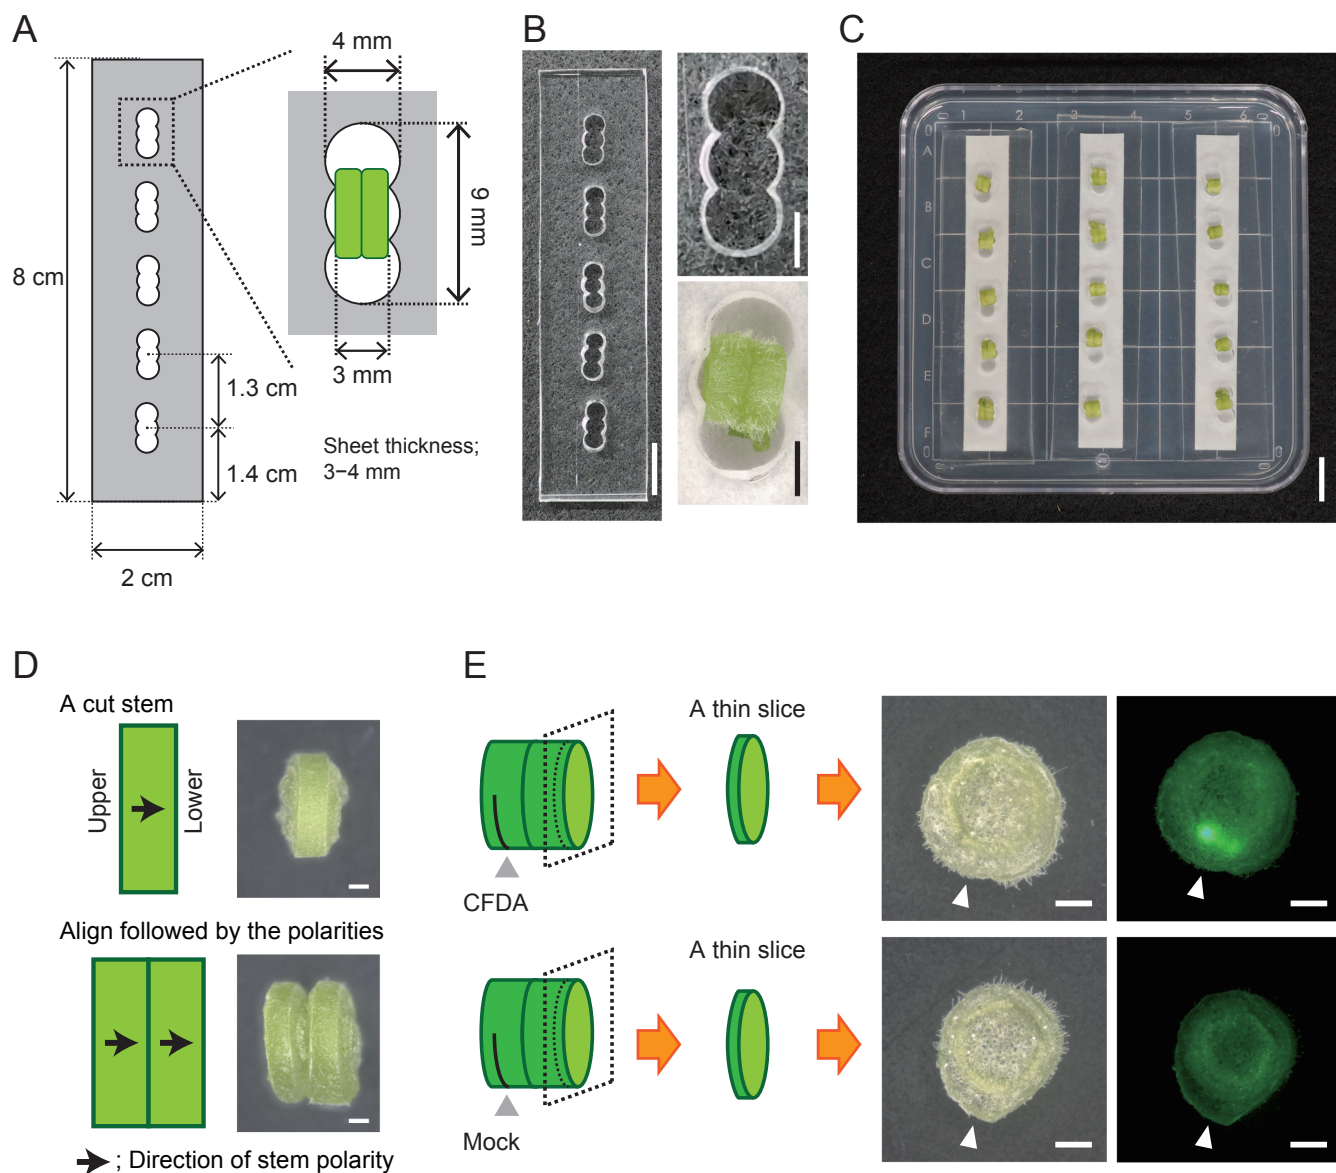 A
4 mm
8 cm
9 mm
3 mm
1.3 cm
1.4 cm
Sheet thickness;
3−4 mm
2 cm
B
C
1 2 3 4 5 6
A
B
C
D
E
F
D
A cut stem
Upper
Lower
Align followed by the polarities
; Direction of stem polarity
E
A thin slice
CFDA
A thin slice
Mock